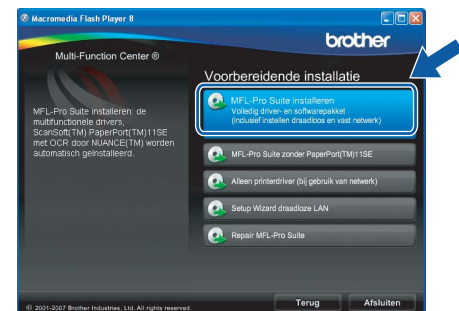 Macromedia Flash Player 8
brother
Multi-Function Center ®
Voorbereidende installatie
MFL-Pro Suite installeren
Volledig driver- en softwarepakket
(inclusief instellen draadloos en vast netwerk)
MFL-Pro Suite installeren: de
multifunctionele drivers,
ScanSoft(TM) PaperPort(TM)11SE
met OCR door NUANCE(TM) worden
automatisch geïnstalleerd.
MFL-Pro Suite zonder PaperPort(TM)11SE
Alleen printerdriver (bij gebruik van netwerk)
Setup Wizard draadloze LAN
Repair MFL-Pro Suite
© 2001-2007 Brother Industries, Ltd. All rights reserved.
Terug
Afsluiten